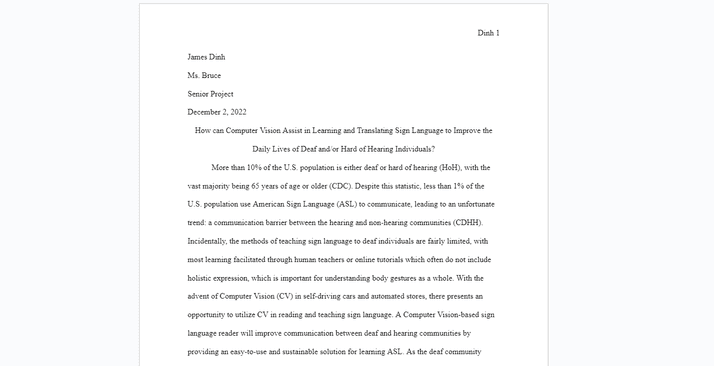 Dinh 1
James Dinh
Ms. Bruce
Senior Project
December 2, 2022
How can Computer Vision Assist in Learning and Translating Sign Language to Improve the
Daily Lives of Deaf and/or Hard of Hearing Individuals?
More than 10% of the U.S. population is either deaf or hard of hearing (HoH), with the
vast majority being 65 years of age or older (CDC). Despite this statistic, less than 1% of the
U.S. population use American Sign Language (ASL) to communicate, leading to an unfortunate
trend: a communication barrier between the hearing and non-hearing communities (CDHH).
Incidentally, the methods of teaching sign language to deaf individuals are fairly limited, with
most learning facilitated through human teachers or online tutorials which often do not include
holistic expression, which is important for understanding body gestures as a whole. With the
advent of Computer Vision (CV) in self-driving cars and automated stores, there presents an
opportunity to utilize CV in reading and teaching sign language. A Computer Vision-based sign
language reader will improve communication between deaf and hearing communities by
providing an easy-to-use and sustainable solution for learning ASL. As the deaf community